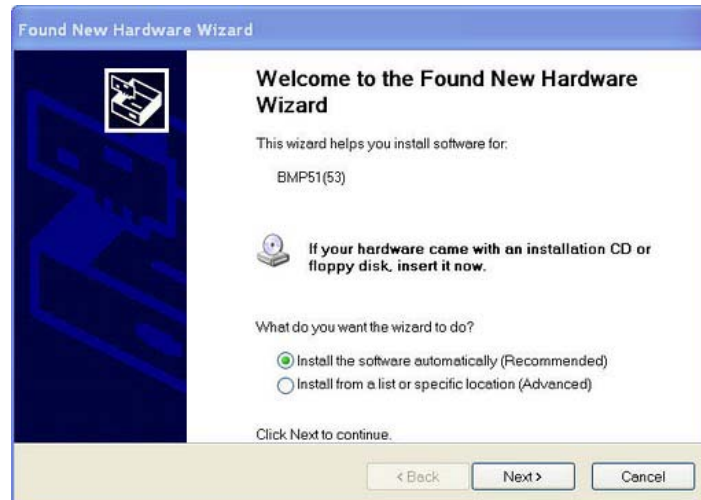 Found New Hardware Wizard
Welcome to the Found New Hardware
Wizard
This wizard helps you install software for:
BMP51(53)
If your hardware came with an installation CD or
floppy disk, insert it now.
What do you want the wizard to do?
Install the software automatically (Recommended)
Install from a list or specific location (Advanced)
Click Next to continue.
< Back Next > Cancel